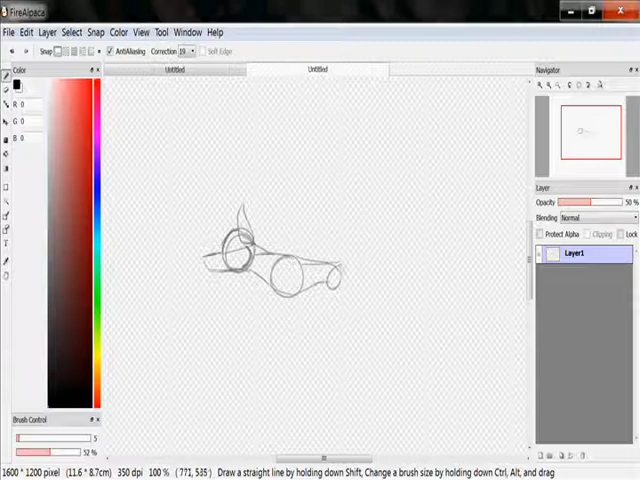 FireAlpaca
File Edit Layer Select Snap Color View Tool Window Help
Snap AntiAliasing Correction 19 Soft Edge
Color
Untitled Untitled
Navigator
R 0
G 0
B 0
Layer
Opacity 50 %
Blending Normal
Protect Alpha Clipping Lock
Layer1
Brush Control
5
52 %
1600 * 1200 pixel (11.6 * 8.7cm) 350 dpi 100 % ( 771, 535 ) Draw a straight line by holding down Shift, Change a brush size by holding down Ctrl, Alt, and drag